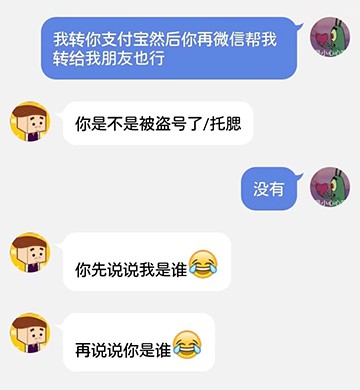 我转你支付宝然后你再微信帮我
转给我朋友也行
你是不是被盗号了/托腮
没有
你先说说我是谁
再说说你是谁